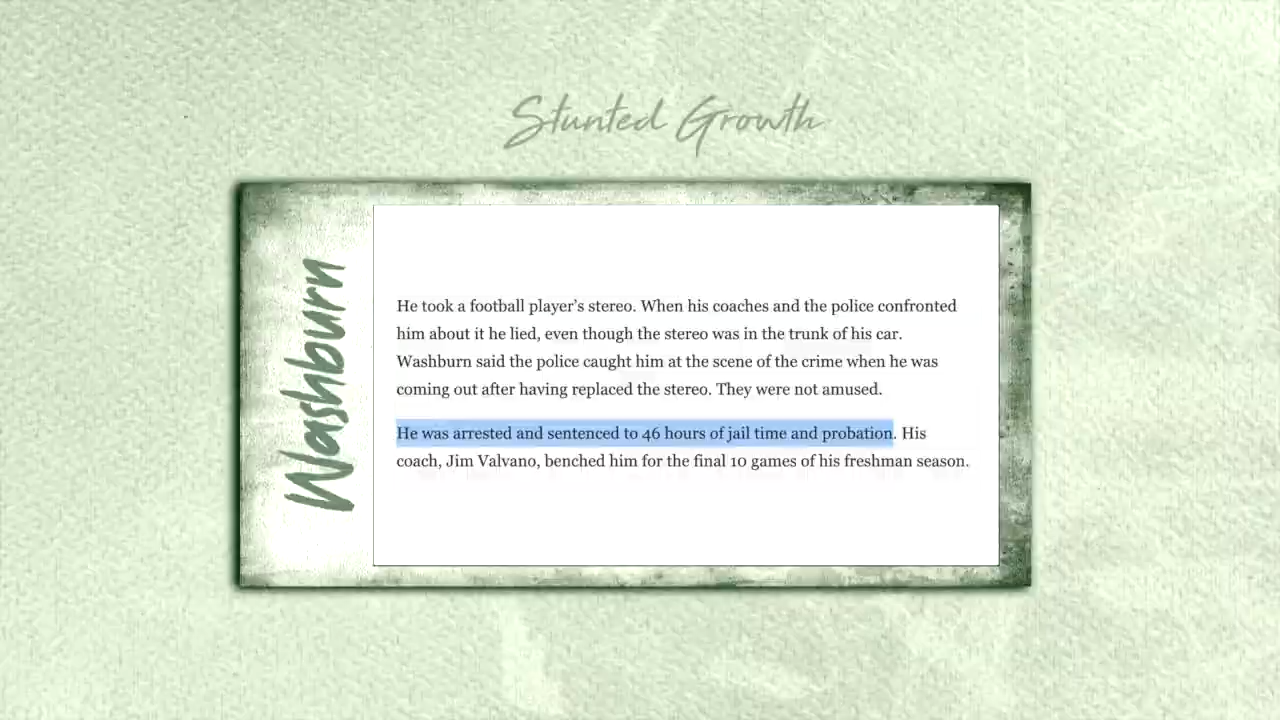 Stunted Growth
Washburn
He took a football player’s stereo. When his coaches and the police confronted
him about it he lied, even though the stereo was in the trunk of his car.
Washburn said the police caught him at the scene of the crime when he was
coming out after having replaced the stereo. They were not amused.
He was arrested and sentenced to 46 hours of jail time and probation. His
coach, Jim Valvano, benched him for the final 10 games of his freshman season.